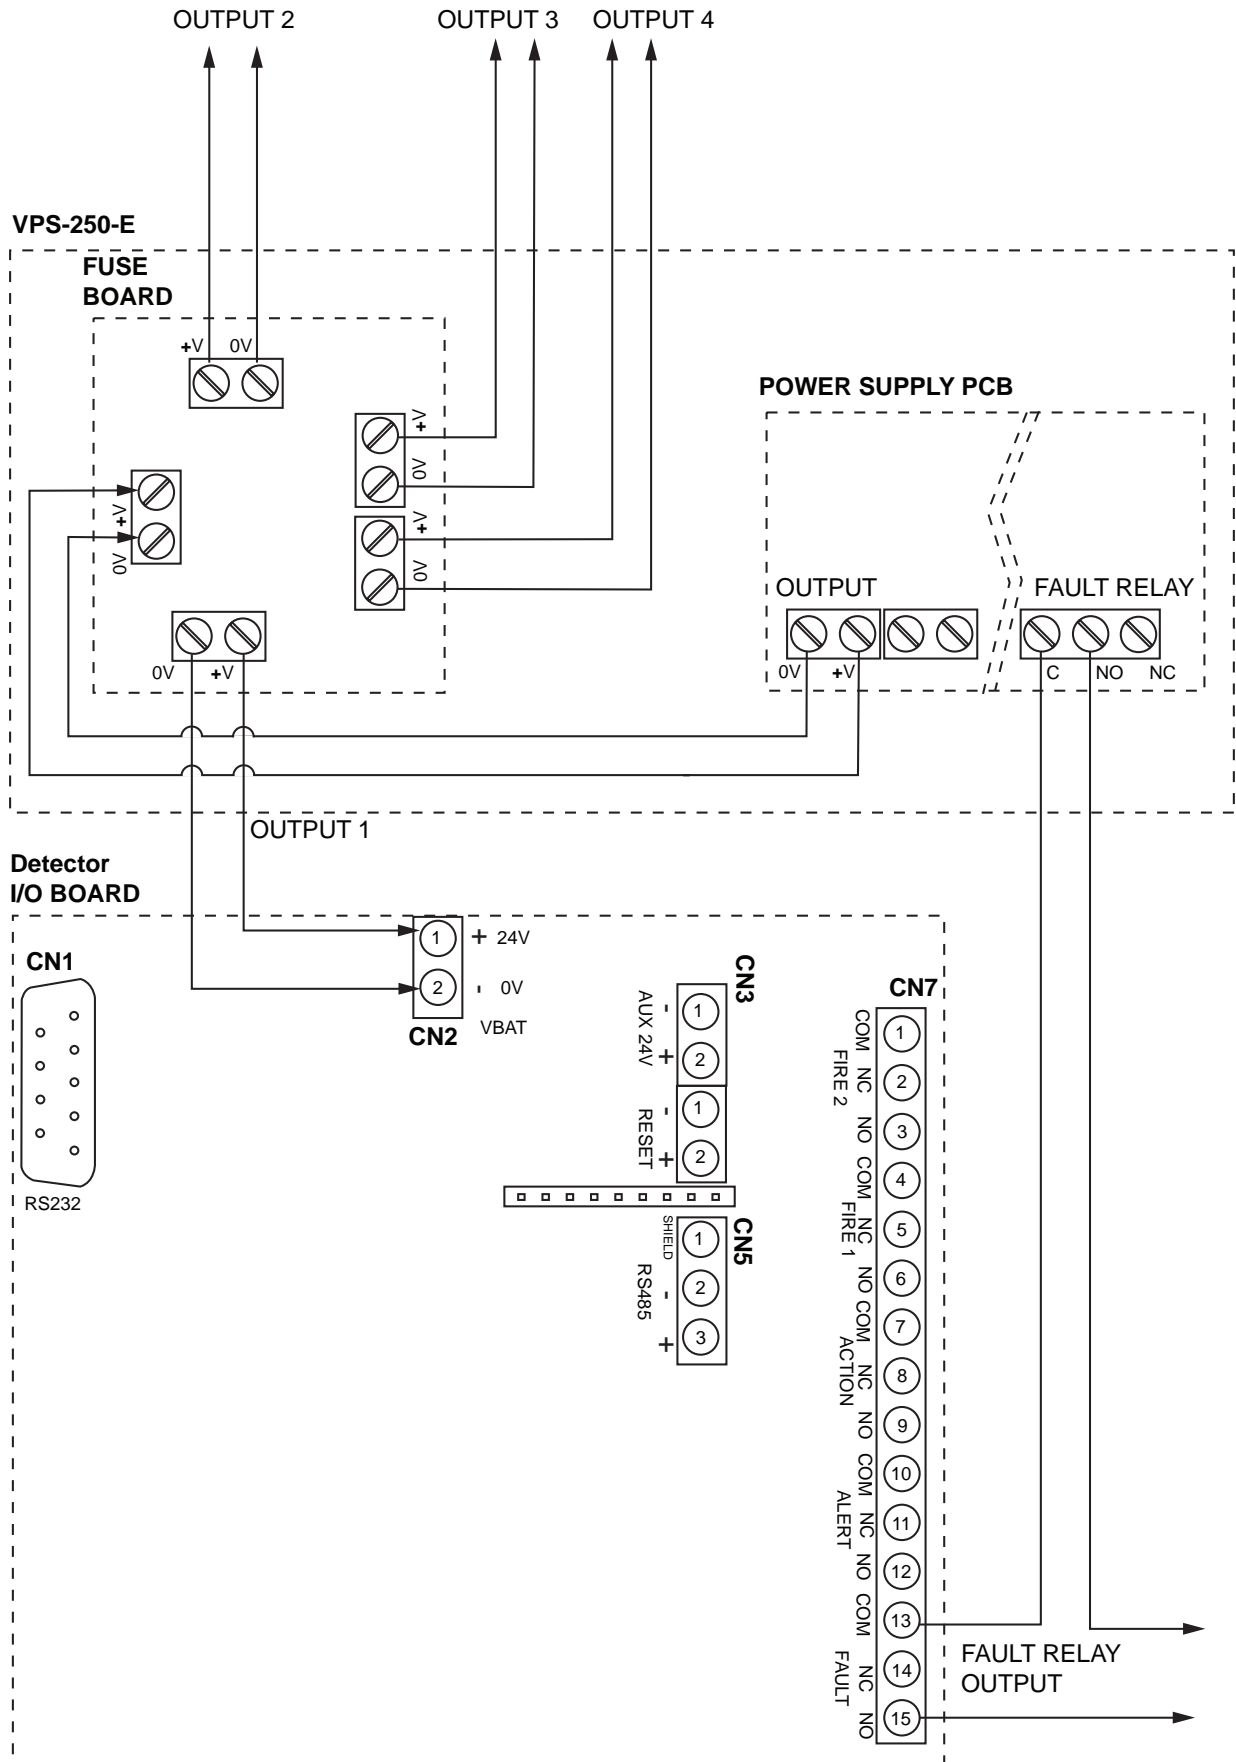 OUTPUT 2 OUTPUT 3 OUTPUT 4
VPS-250-E
FUSE
BOARD
+V 0V
+V
0V
+V
0V
+V
0V
0V +V
POWER SUPPLY PCB
OUTPUT
0V +V
FAULT RELAY
C NO NC
OUTPUT 1
Detector
I/O BOARD
CN1
RS232
1 + 24V
2 - 0V
CN2 VBAT
CN3
AUX 24V
- 1
+ 2
RESET
- 1
+ 2
CN5
SHIELD 1
RS485
- 2
+ 3
CN7
COM 1
NC 2
FIRE 2
NO 3
COM 4
NC 5
FIRE 1
NO 6
COM 7
NC 8
ACTION
NO 9
COM 10
NC 11
ALERT
NO 12
COM 13
NC 14
FAULT
NO 15
FAULT RELAY
OUTPUT